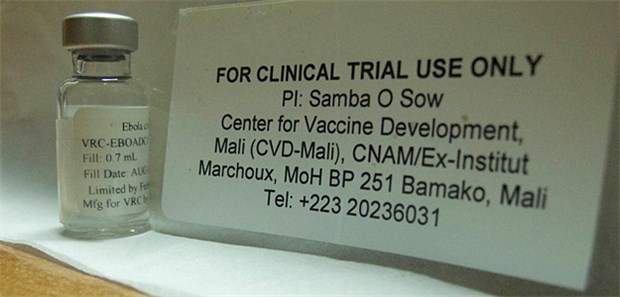 Ebola
VRC-EBOADC
Fill: 0.7 mL
Fill Date: AUG
Limited by
Mfg for VRC
FOR CLINICAL TRIAL USE ONLY
PI: Samba O Sow
Center for Vaccine Development,
Mali (CVD-Mali), CNAM/Ex-Institut
Marchoux, MoH BP 251 Bamako, Mali
Tel: +223 20236031